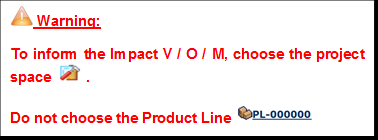 Warning:
To inform the Impact V / O / M, choose the project
space .
Do not choose the Product Line PL-000000